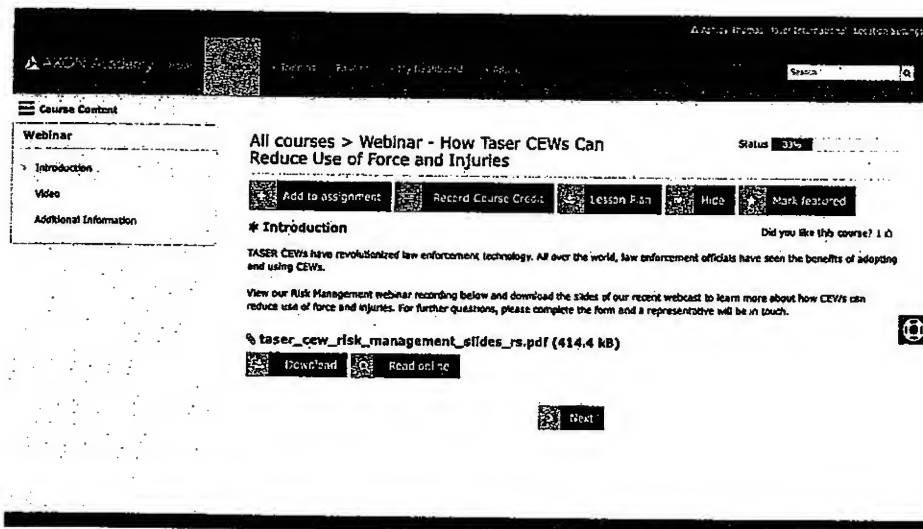 AXON Academy
Search
Course Content
Webinar
Introduction
Video
Additional Information
All courses > Webinar - How Taser CEWs Can
Reduce Use of Force and Injuries
Status 33%
Add to assignment
Record Course Credit
Lesson Plan
Hide
Mark featured
* Introduction
Did you like this course? 1
TASER CEWs have revolutionized law enforcement technology. All over the world, law enforcement officials have seen the benefits of adopting
and using CEWs.
View our Risk Management webinar recording below and download the slides of our recent webcast to learn more about how CEWs can
reduce use of force and injuries. For further questions, please complete the form and a representative will be in touch.
taser_cew_risk_management_slides_rs.pdf (414.4 kB)
Download
Read online
Next